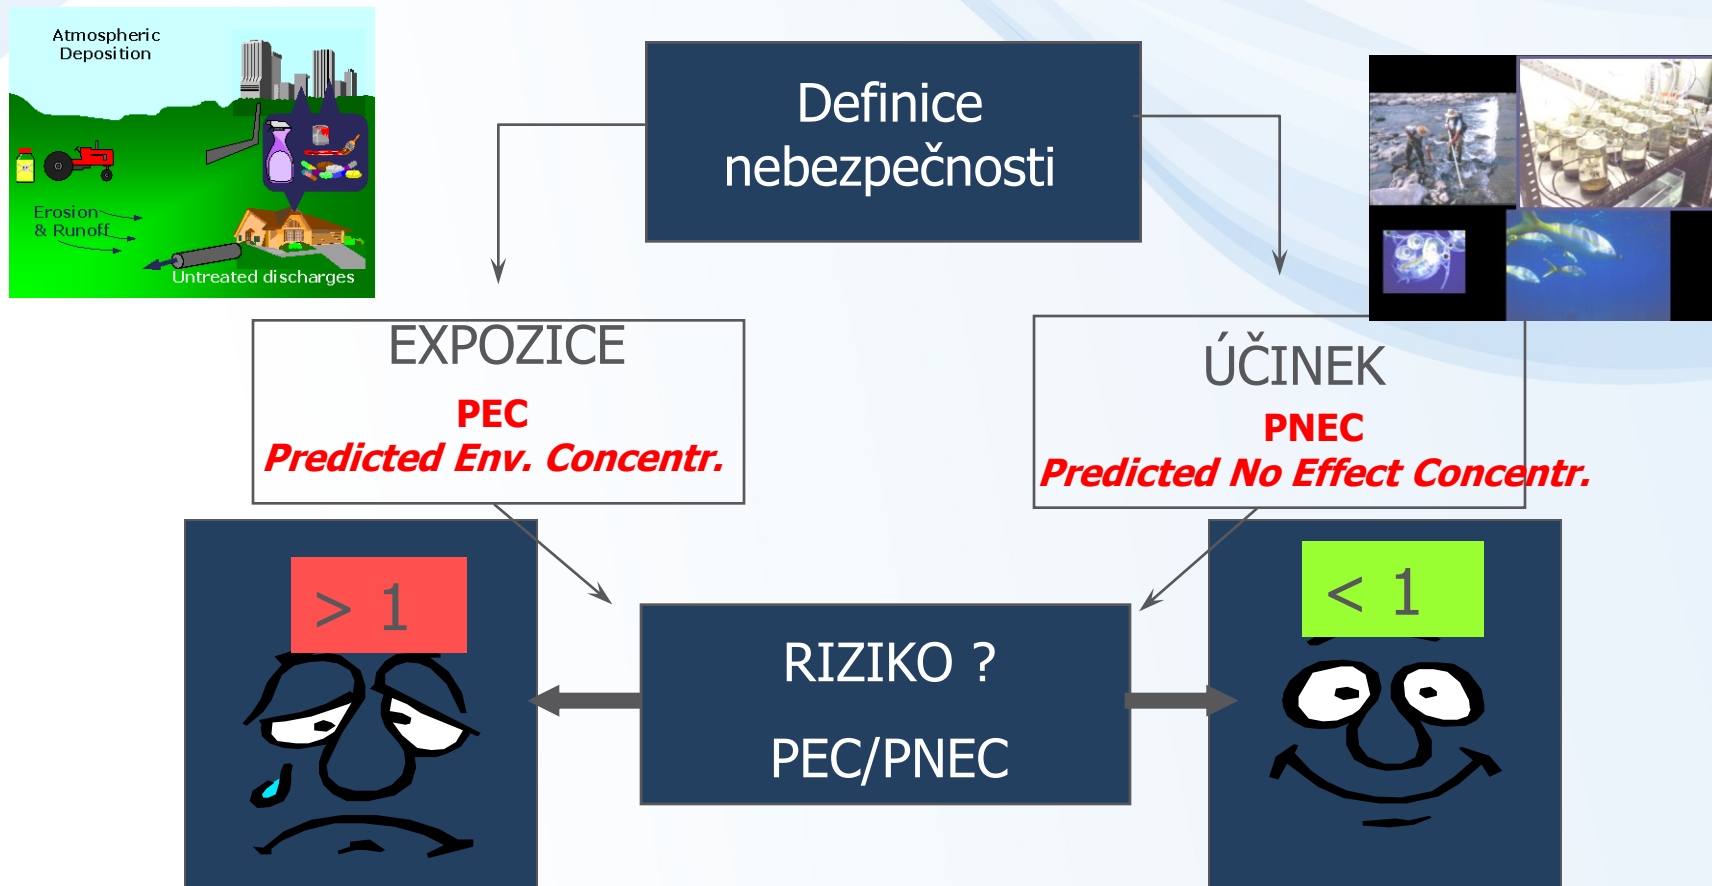 Atmospheric
Deposition
Erosion
& Runoff
Untreated discharges
Definice
nebezpečnosti
EXPOZICE
PEC
Predicted Env. Concentr.
ÚČINEK
PNEC
Predicted No Effect Concentr.
> 1
< 1
RIZIKO ?
PEC/PNEC